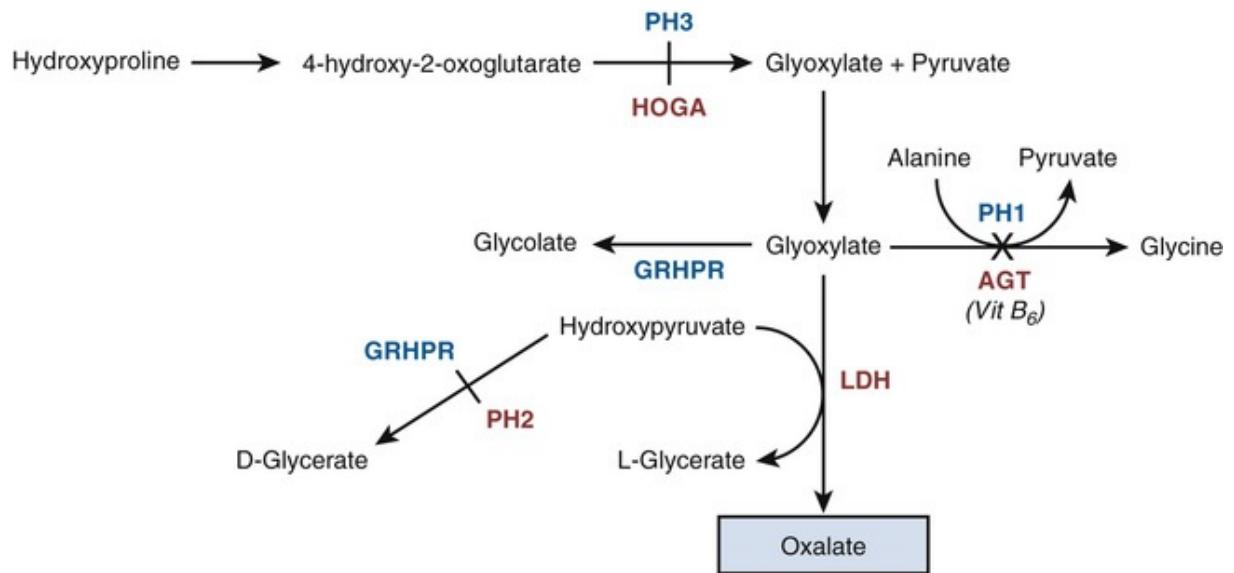 PH3
Hydroxyproline
4-hydroxy-2-oxoglutarate
Glyoxylate + Pyruvate
HOGA
Alanine
Pyruvate
PH1
Glycolate
Glyoxylate
Glycine
GRHPR
AGT
(Vit B6)
Hydroxypyruvate
GRHPR
LDH
PH2
D-Glycerate
L-Glycerate
Oxalate